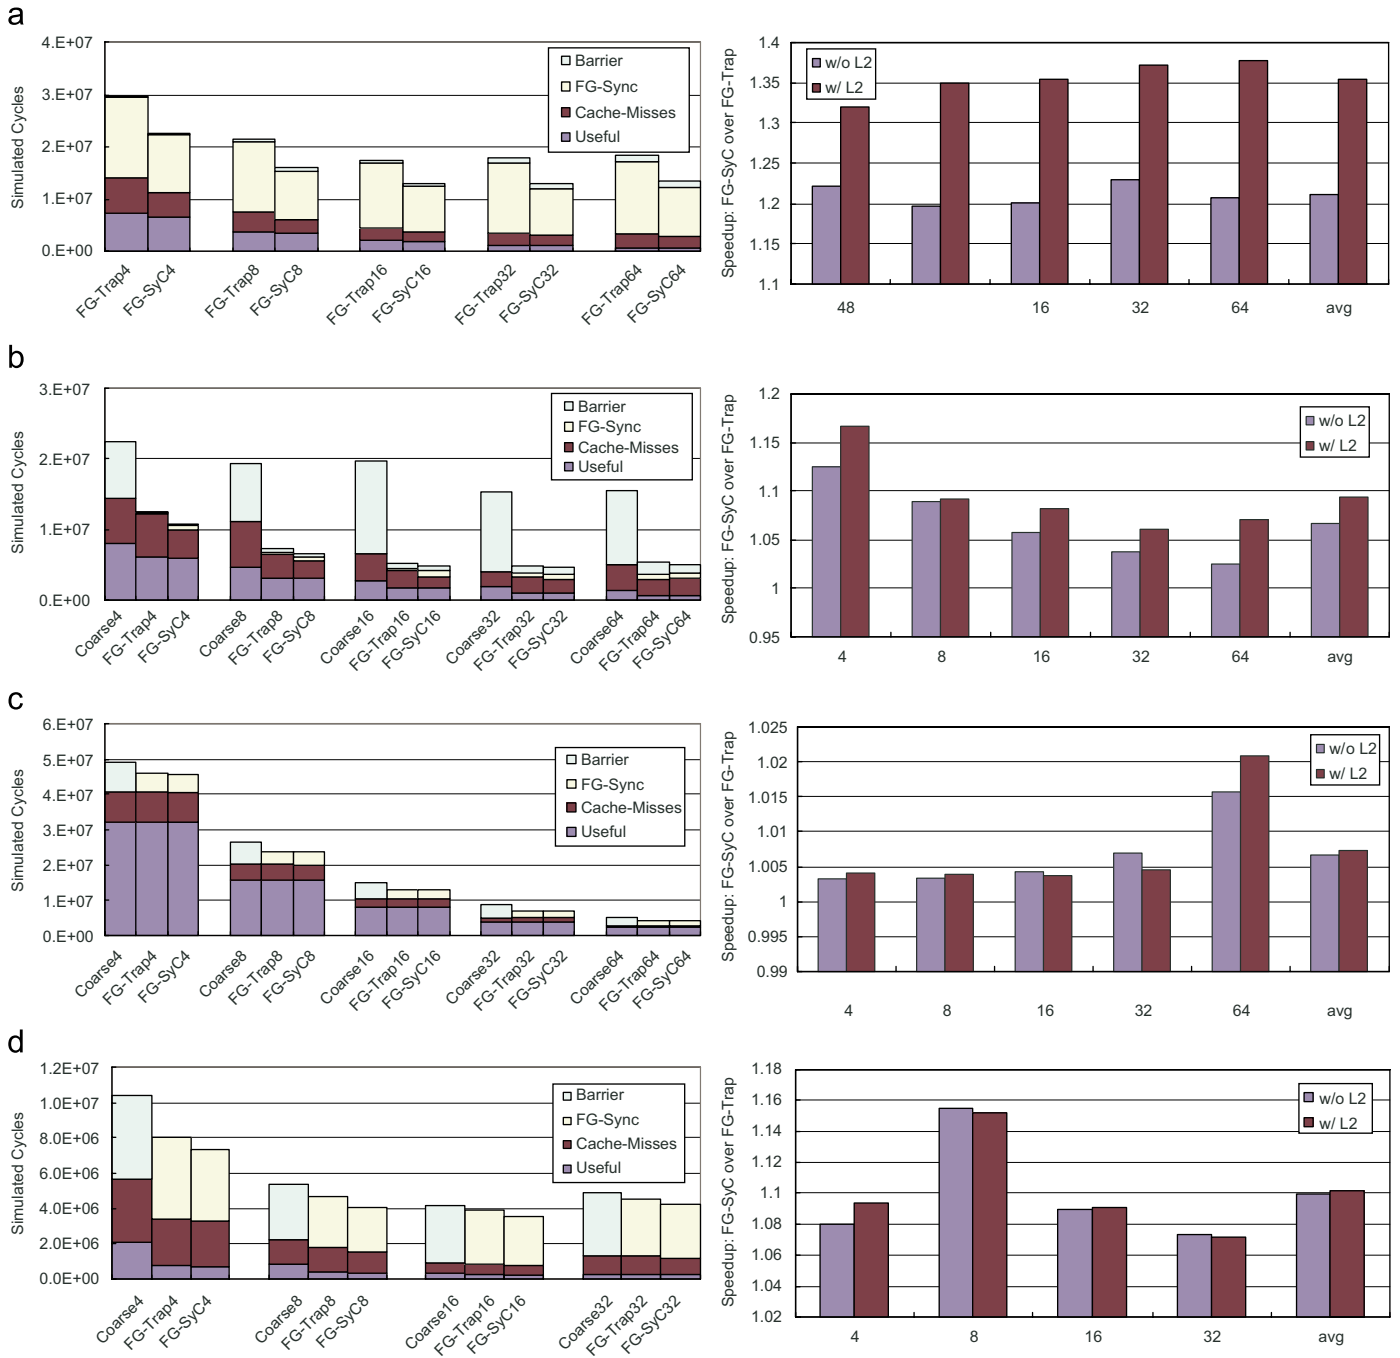 a
4.E+07
3.E+07
2.E+07
1.E+07
0.E+00
Simulated Cycles
Barrier
FG-Sync
Cache-Misses
Useful
FG-Trap4
FG-SyC4
FG-Trap8
FG-SyC8
FG-Trap16
FG-SyC16
FG-Trap32
FG-SyC32
FG-Trap64
FG-SyC64
Speedup: FG-SyC over FG-Trap
1.4
1.35
1.3
1.25
1.2
1.15
1.1
w/o L2
w/ L2
48 16 32 64 avg
b
3.E+07
2.E+07
1.E+07
0.E+00
Simulated Cycles
Barrier
FG-Sync
Cache-Misses
Useful
Coarse4
FG-Trap4
FG-SyC4
Coarse8
FG-Trap8
FG-SyC8
Coarse16
FG-Trap16
FG-SyC16
Coarse32
FG-Trap32
FG-SyC32
Coarse64
FG-Trap64
FG-SyC64
Speedup: FG-SyC over FG-Trap
1.2
1.15
1.1
1.05
1
0.95
w/o L2
w/ L2
4 8 16 32 64 avg
c
6.E+07
5.E+07
4.E+07
3.E+07
2.E+07
1.E+07
0.E+00
Simulated Cycles
Barrier
FG-Sync
Cache-Misses
Useful
Coarse4
FG-Trap4
FG-SyC4
Coarse8
FG-Trap8
FG-SyC8
Coarse16
FG-Trap16
FG-SyC16
Coarse32
FG-Trap32
FG-SyC32
Coarse64
FG-Trap64
FG-SyC64
Speedup: FG-SyC over FG-Trap
1.025
1.02
1.015
1.01
1.005
1
0.995
0.99
w/o L2
w/ L2
4 8 16 32 64 avg
d
1.2E+07
1.0E+07
8.0E+06
6.0E+06
4.0E+06
2.0E+06
0.0E+00
Simulated Cycles
Barrier
FG-Sync
Cache-Misses
Useful
Coarse4
FG-Trap4
FG-SyC4
Coarse8
FG-Trap8
FG-SyC8
Coarse16
FG-Trap16
FG-SyC16
Coarse32
FG-Trap32
FG-SyC32
Speedup: FG-SyC over FG-Trap
1.18
1.16
1.14
1.12
1.1
1.08
1.06
1.04
1.02
w/o L2
w/ L2
4 8 16 32 avg